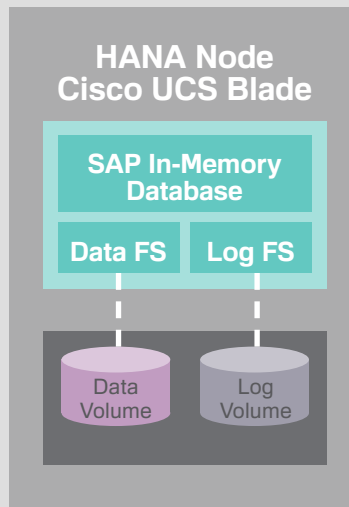 HANA Node
Cisco UCS Blade
SAP In-Memory
Database
Data FS
Log FS
Data
Volume
Log
Volume